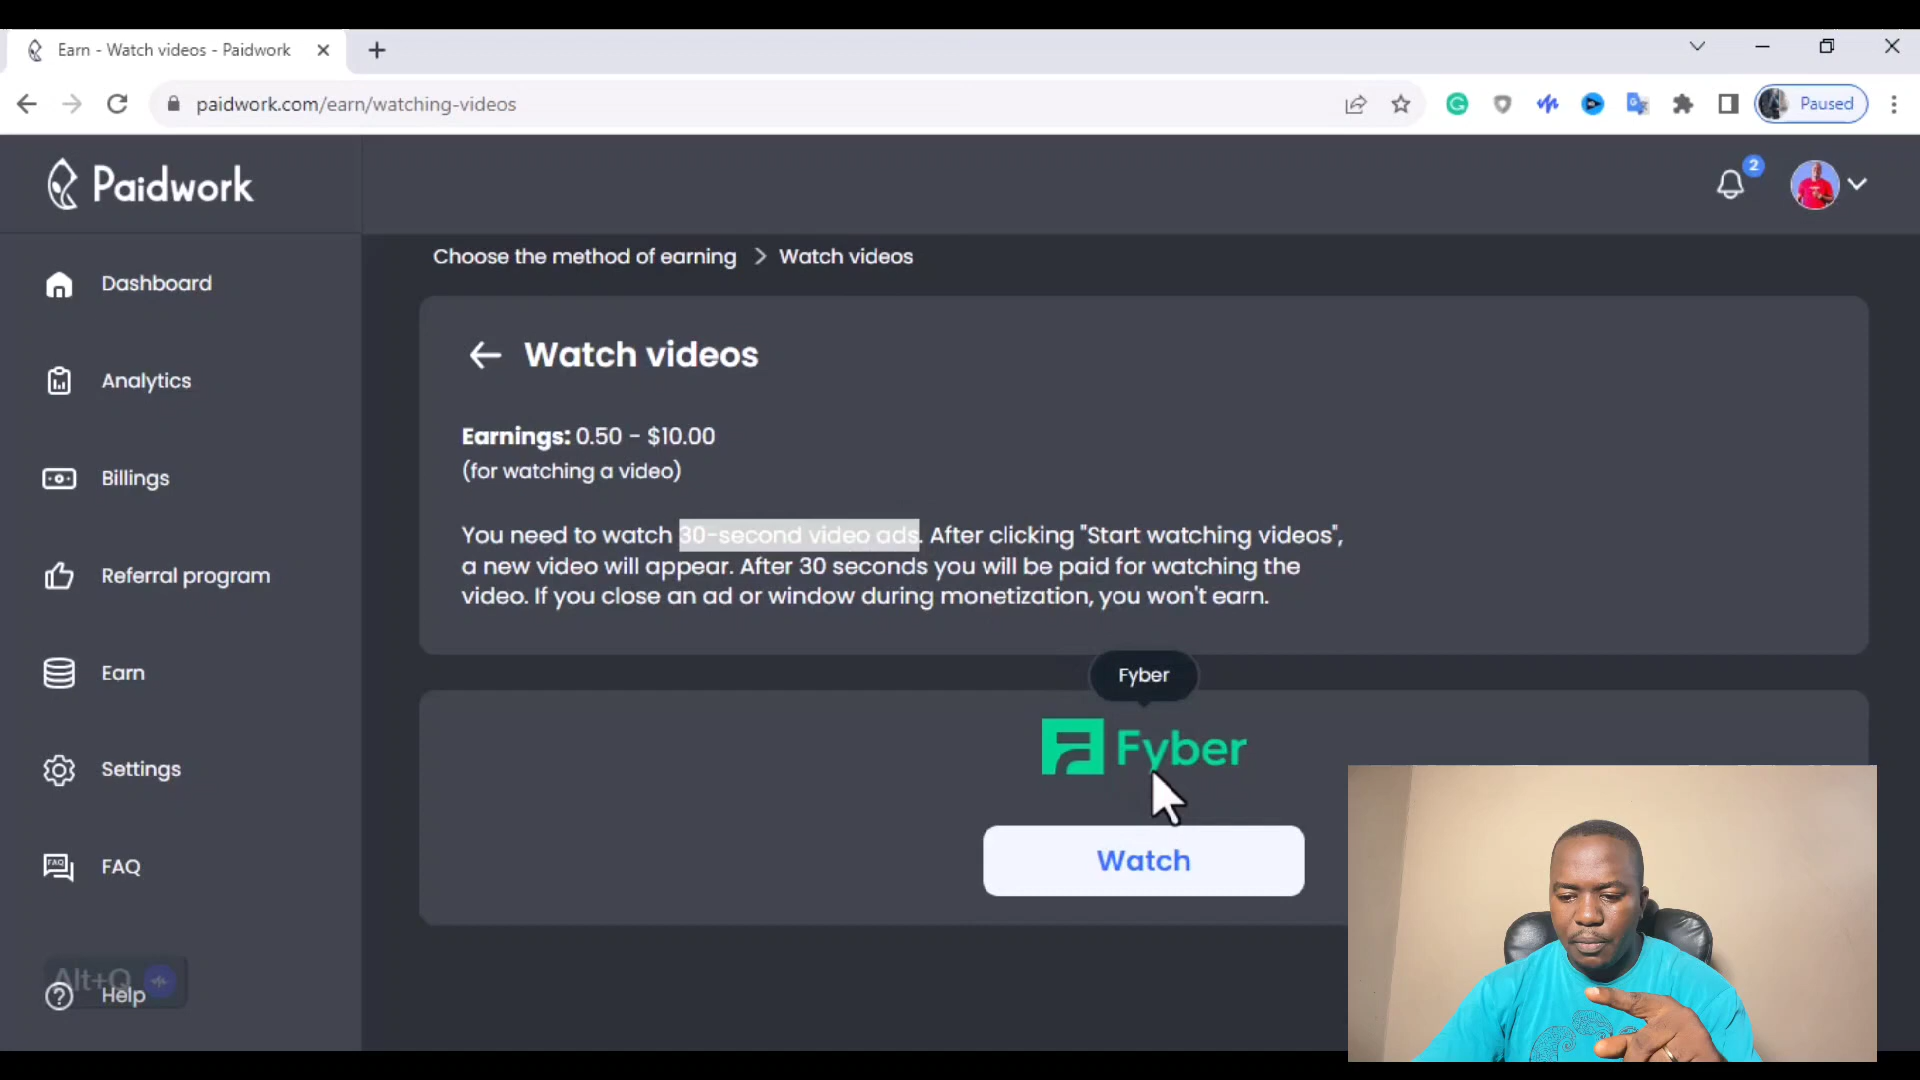 Earn - Watch videos - Paidwork
paidwork.com/earn/watching-videos
Paused
Paidwork
2
Dashboard
Analytics
Billings
Referral program
Earn
Settings
FAQ
Alt+Q
Help
Choose the method of earning > Watch videos
Watch videos
Earnings: 0.50 - $10.00
(for watching a video)
You need to watch 30-second video ads. After clicking "Start watching videos",
a new video will appear. After 30 seconds you will be paid for watching the
video. If you close an ad or window during monetization, you won't earn.
Fyber
Fyber
Watch